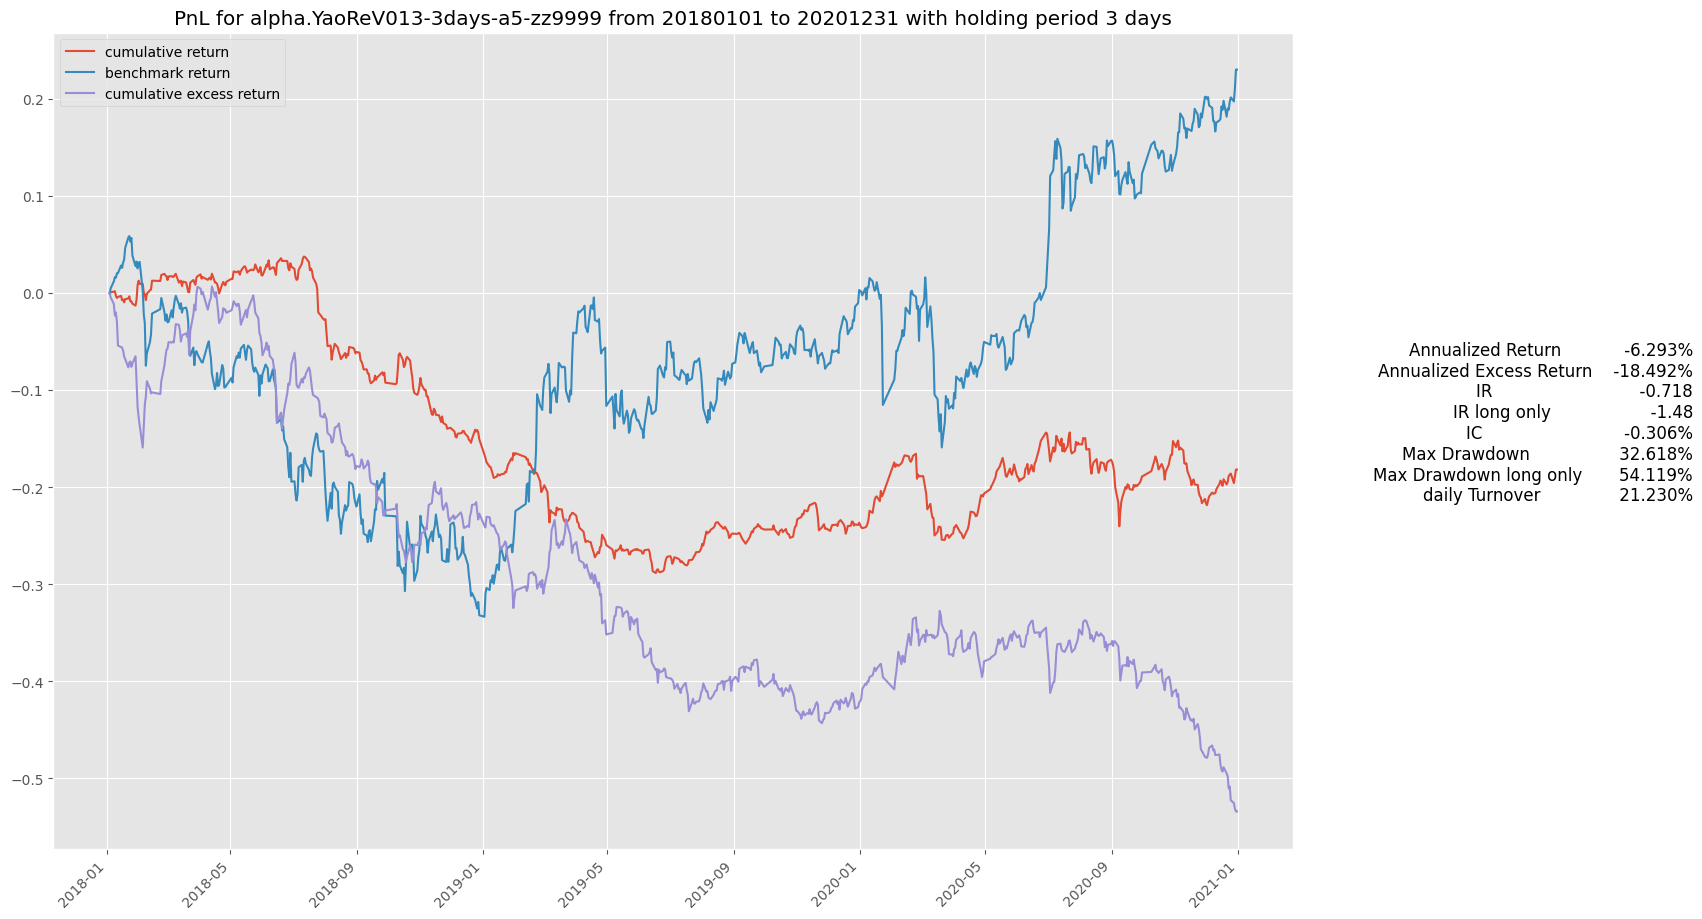 PnL for alpha.YaoReV013-3days-a5-zz9999 from 20180101 to 20201231 with holding period 3 days
cumulative return
benchmark return
cumulative excess return
0.2
0.1
0.0
−0.1
−0.2
−0.3
−0.4
−0.5
2018-01
2018-05
2018-09
2019-01
2019-05
2019-09
2020-01
2020-05
2020-09
2021-01
Annualized Return -6.293%
Annualized Excess Return -18.492%
IR -0.718
IR long only -1.48
IC -0.306%
Max Drawdown 32.618%
Max Drawdown long only 54.119%
daily Turnover 21.230%